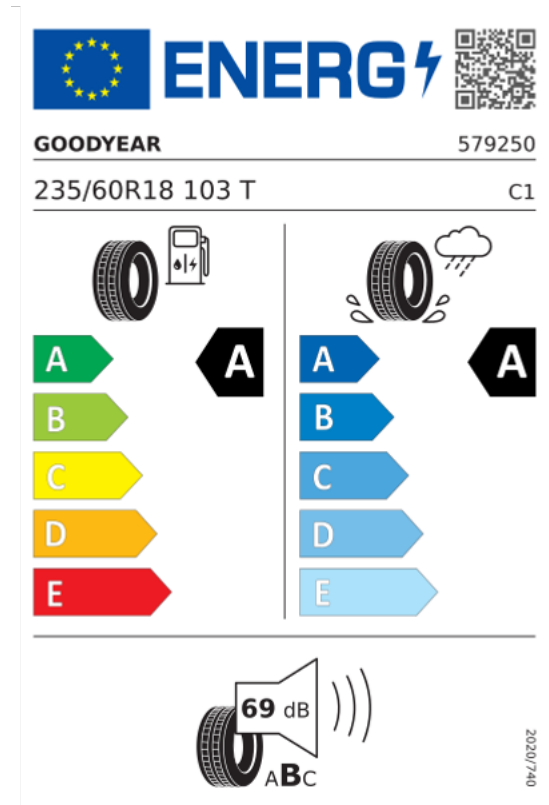 ENERG
GOODYEAR 579250
235/60R18 103 T C1
A A A A
B B
C C
D D
E E
69 dB
ABC
2020/740